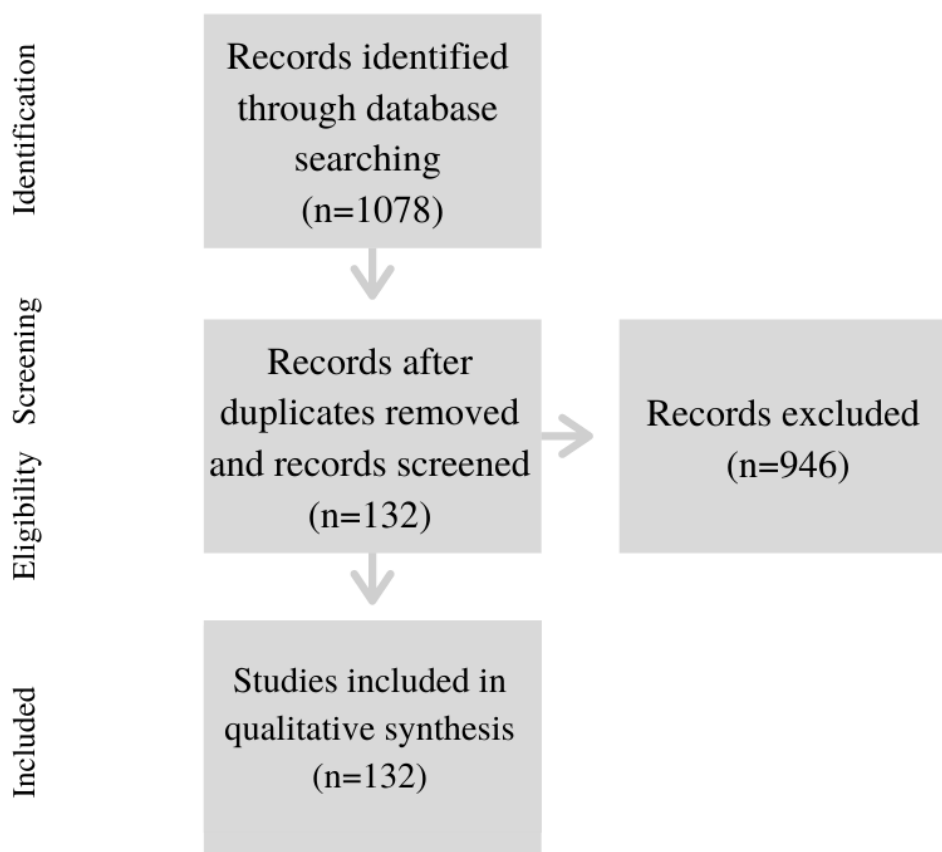 Identification
Records identified
through database
searching
(n=1078)
Screening
Eligibility
Records after
duplicates removed
and records screened
(n=132)
Records excluded
(n=946)
Included
Studies included in
qualitative synthesis
(n=132)